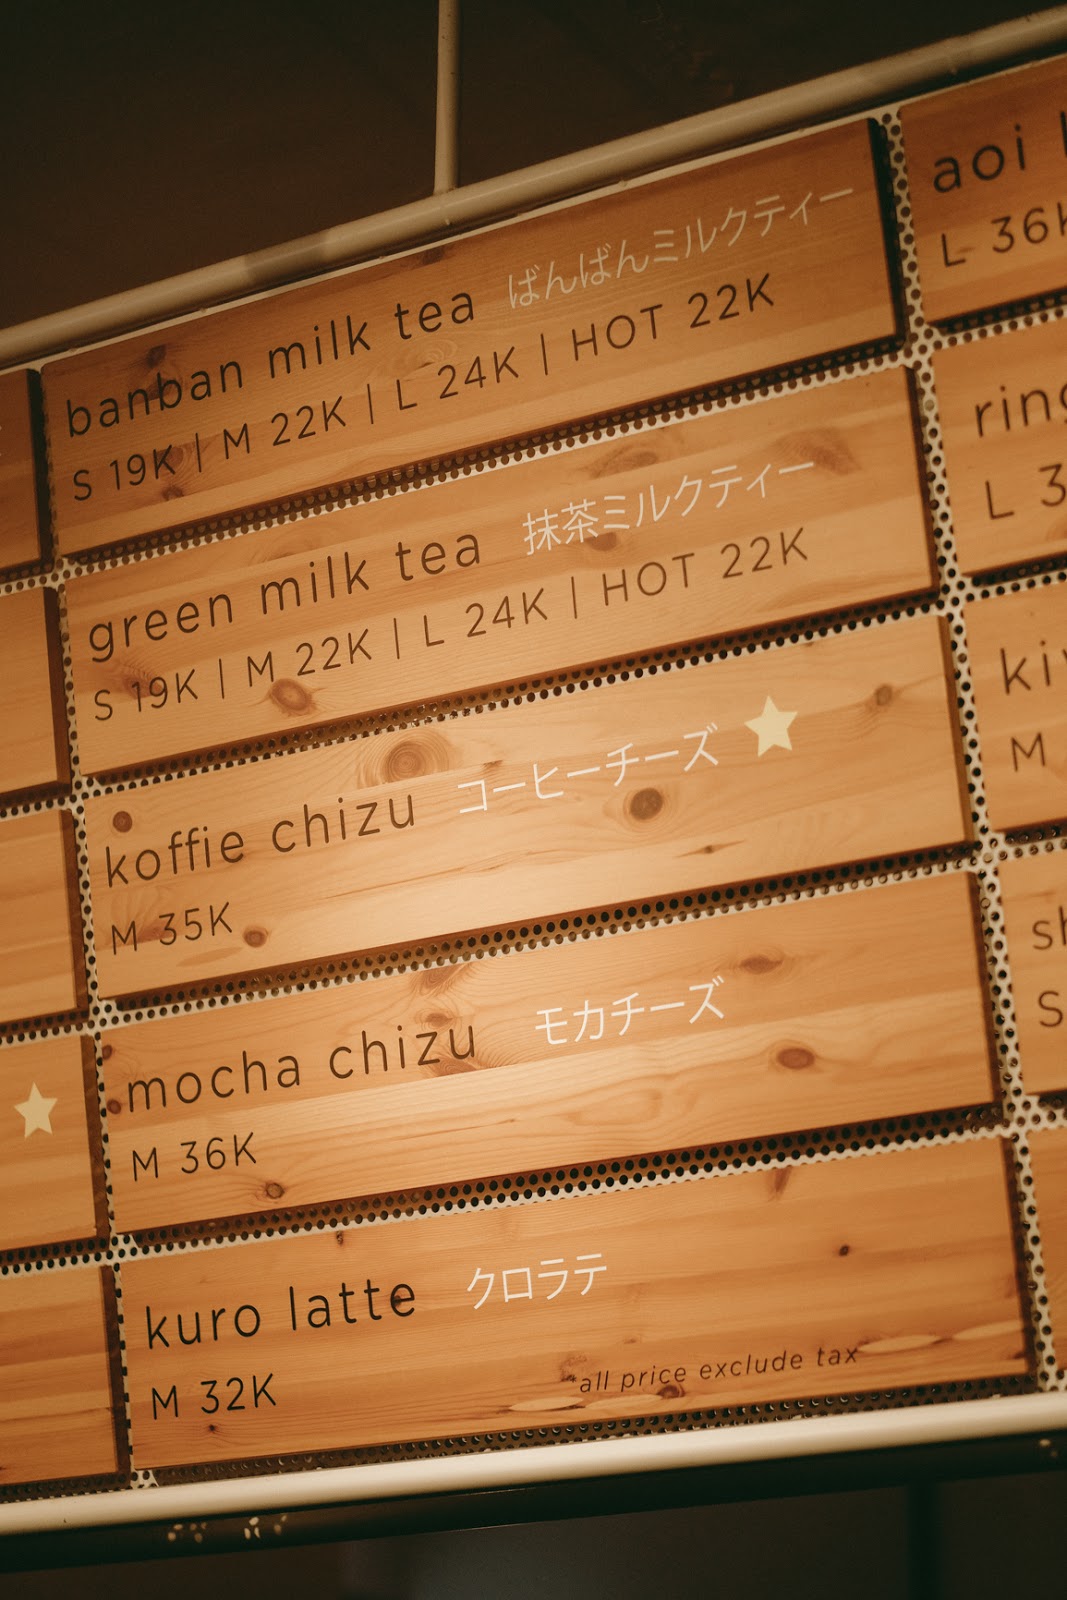 banban milk tea ばんばんミルクティー
S 19K | M 22K | L 24K | HOT 22K
green milk tea 抹茶ミルクティー
S 19K | M 22K | L 24K | HOT 22K
koffie chizu コーヒーチーズ
M 35K
mocha chizu モカチーズ
M 36K
kuro latte クロラテ
M 32K
*all price exclude tax
aoi
L 36K
L
M
S